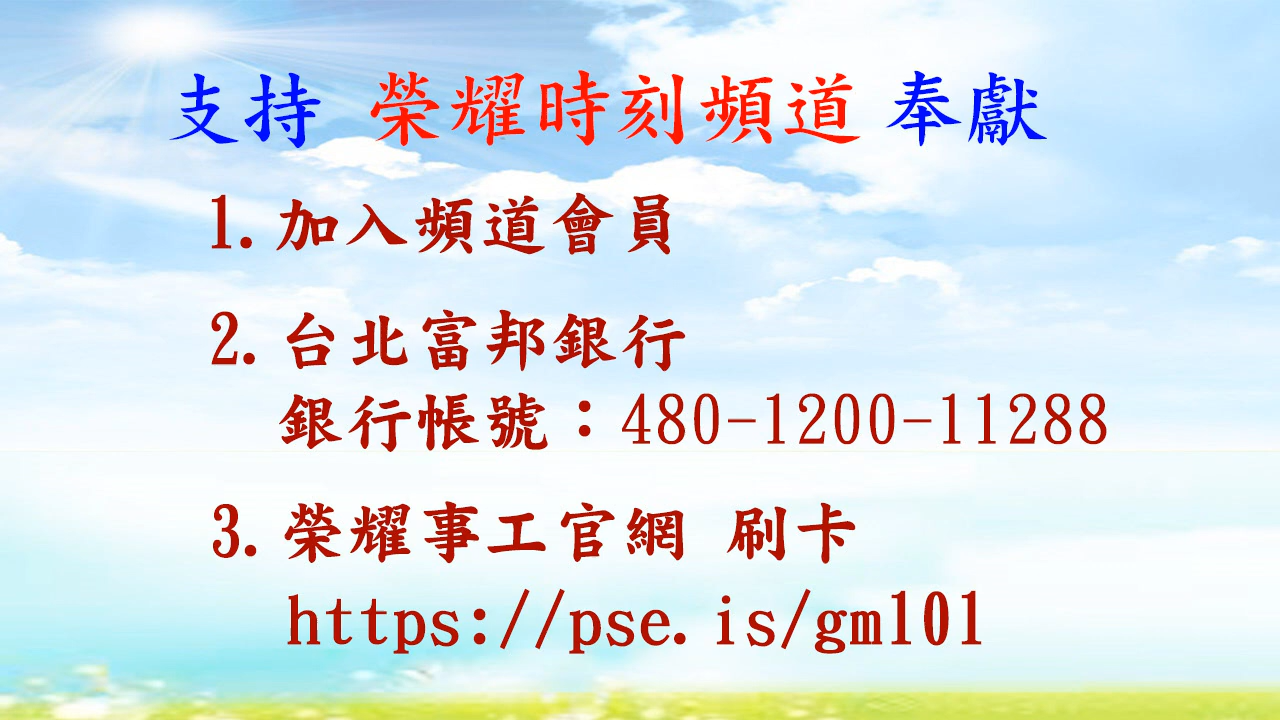 支持 榮耀時刻頻道 奉獻
1.加入頻道會員
2.台北富邦銀行
銀行帳號：480-1200-11288
3.榮耀事工官網 刷卡
https://pse.is/gm101